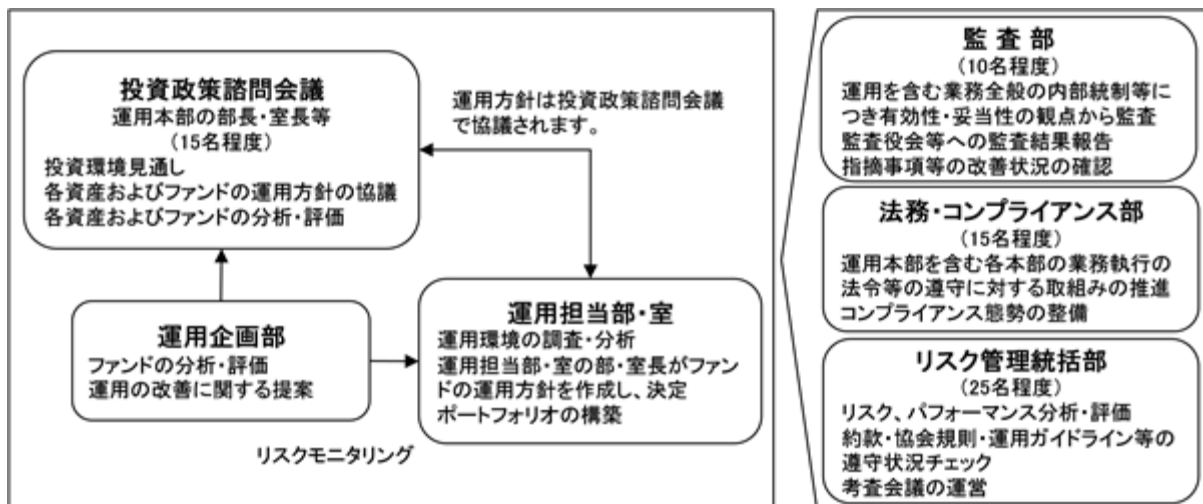 投資政策諮問会議
運用本部の部長・室長等
(15名程度)
投資環境見通し
各資産およびファンドの運用方針の協議
各資産およびファンドの分析・評価
運用方針は投資政策諮問会議
で協議されます。
運用企画部
ファンドの分析・評価
運用の改善に関する提案
運用担当部・室
運用環境の調査・分析
運用担当部・室の部・室長がファン
ドの運用方針を作成し、決定
ポートフォリオの構築
リスクモニタリング
監 査 部
(10名程度)
運用を含む業務全般の内部統制等に
つき有効性・妥当性の観点から監査
監査役会等への監査結果報告
指摘事項等の改善状況の確認
法務・コンプライアンス部
(15名程度)
運用本部を含む各本部の業務執行の
法令等の遵守に対する取組みの推進
コンプライアンス態勢の整備
リスク管理統括部
(25名程度)
リスク、パフォーマンス分析・評価
約款・協会規則・運用ガイドライン等の
遵守状況チェック
考査会議の運営